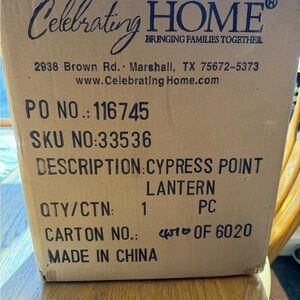 Celebrating HOME®
BRINGING FAMILIES TOGETHER
2938 Brown Rd. · Marshall, TX 75672-5373
www.CelebratingHome.com
PO NO.:116745
SKU NO:33536
DESCRIPTION:CYPRESS POINT
LANTERN
QTY/CTN: 1 PC
CARTON NO.: OF 6020
MADE IN CHINA